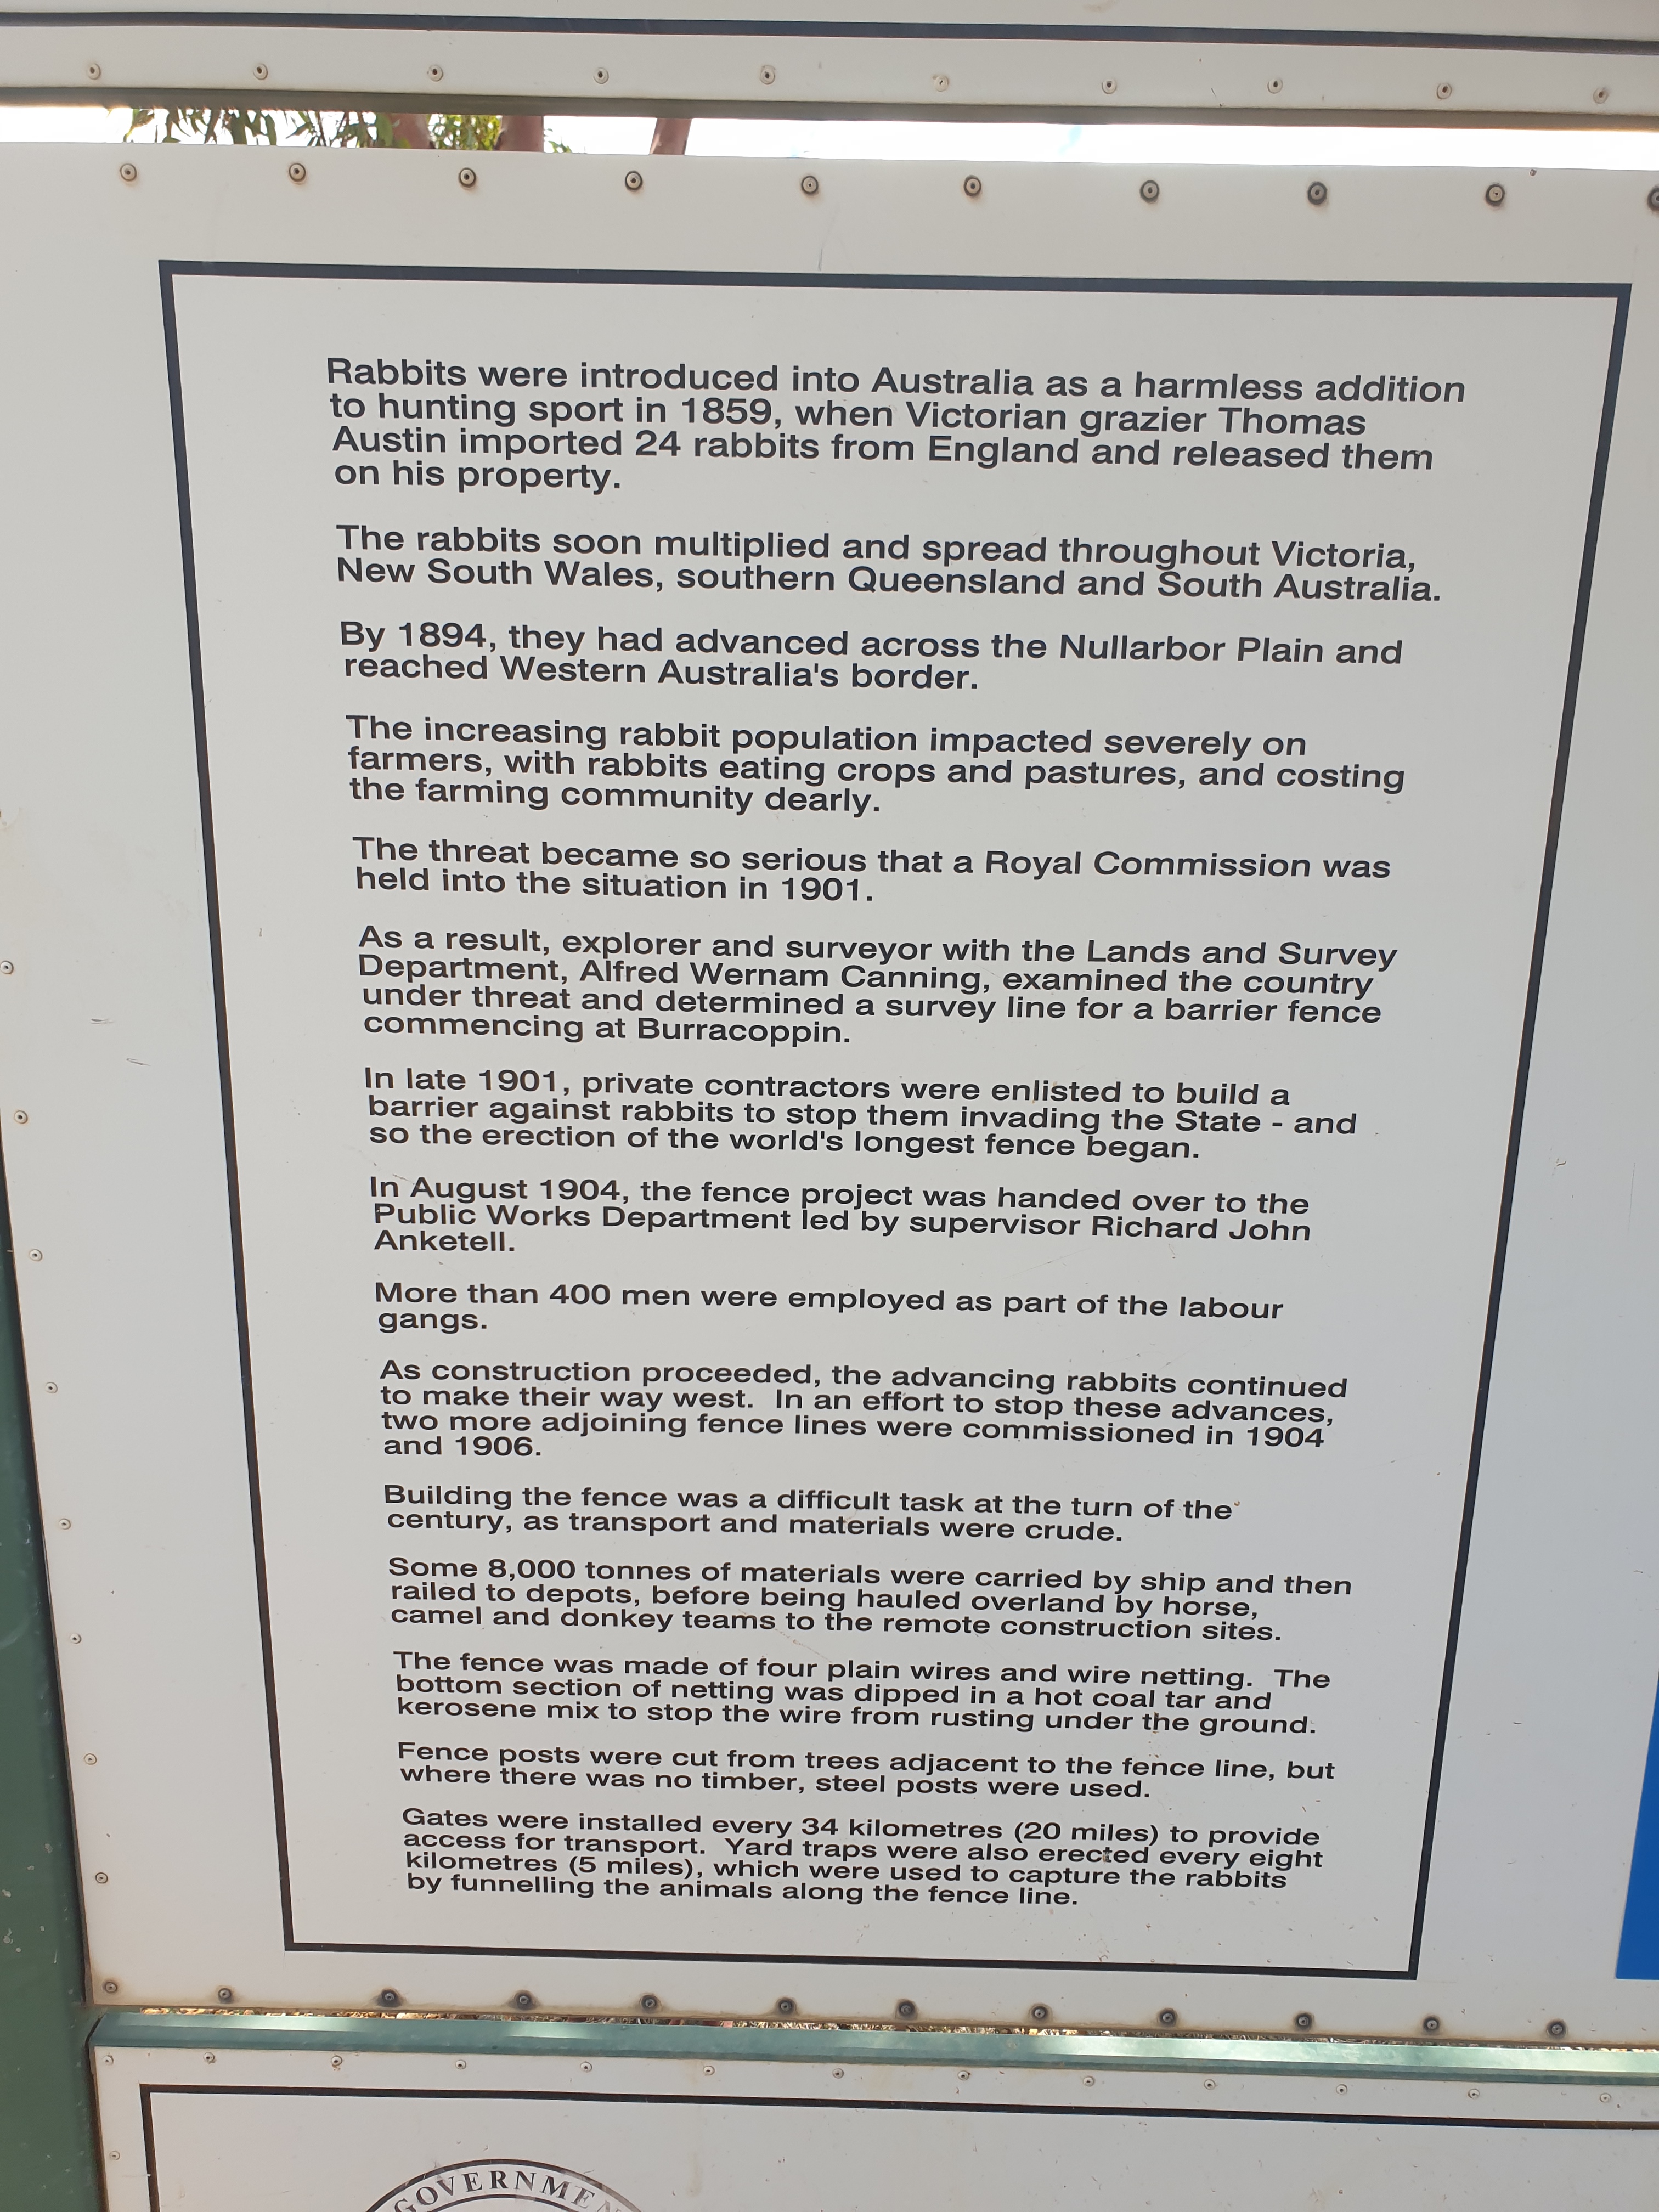 Rabbits were introduced into Australia as a harmless addition
to hunting sport in 1859, when Victorian grazier Thomas
Austin imported 24 rabbits from England and released them
on his property.
The rabbits soon multiplied and spread throughout Victoria,
New South Wales, southern Queensland and South Australia.
By 1894, they had advanced across the Nullarbor Plain and
reached Western Australia's border.
The increasing rabbit population impacted severely on
farmers, with rabbits eating crops and pastures, and costing
the farming community dearly.
The threat became so serious that a Royal Commission was
held into the situation in 1901.
As a result, explorer and surveyor with the Lands and Survey
Department, Alfred Wernam Canning, examined the country
under threat and determined a survey line for a barrier fence
commencing at Burracoppin.
In late 1901, private contractors were enlisted to build a
barrier against rabbits to stop them invading the State - and
so the erection of the world's longest fence began.
In August 1904, the fence project was handed over to the
Public Works Department led by supervisor Richard John
Anketell.
More than 400 men were employed as part of the labour
gangs.
As construction proceeded, the advancing rabbits continued
to make their way west.  In an effort to stop these advances,
two more adjoining fence lines were commissioned in 1904
and 1906.
Building the fence was a difficult task at the turn of the
century, as transport and materials were crude.
Some 8,000 tonnes of materials were carried by ship and then
railed to depots, before being hauled overland by horse,
camel and donkey teams to the remote construction sites.
The fence was made of four plain wires and wire netting.  The
bottom section of netting was dipped in a hot coal tar and
kerosene mix to stop the wire from rusting under the ground.
Fence posts were cut from trees adjacent to the fence line, but
where there was no timber, steel posts were used.
Gates were installed every 34 kilometres (20 miles) to provide
access for transport.  Yard traps were also erected every eight
kilometres (5 miles), which were used to capture the rabbits
by funnelling the animals along the fence line.